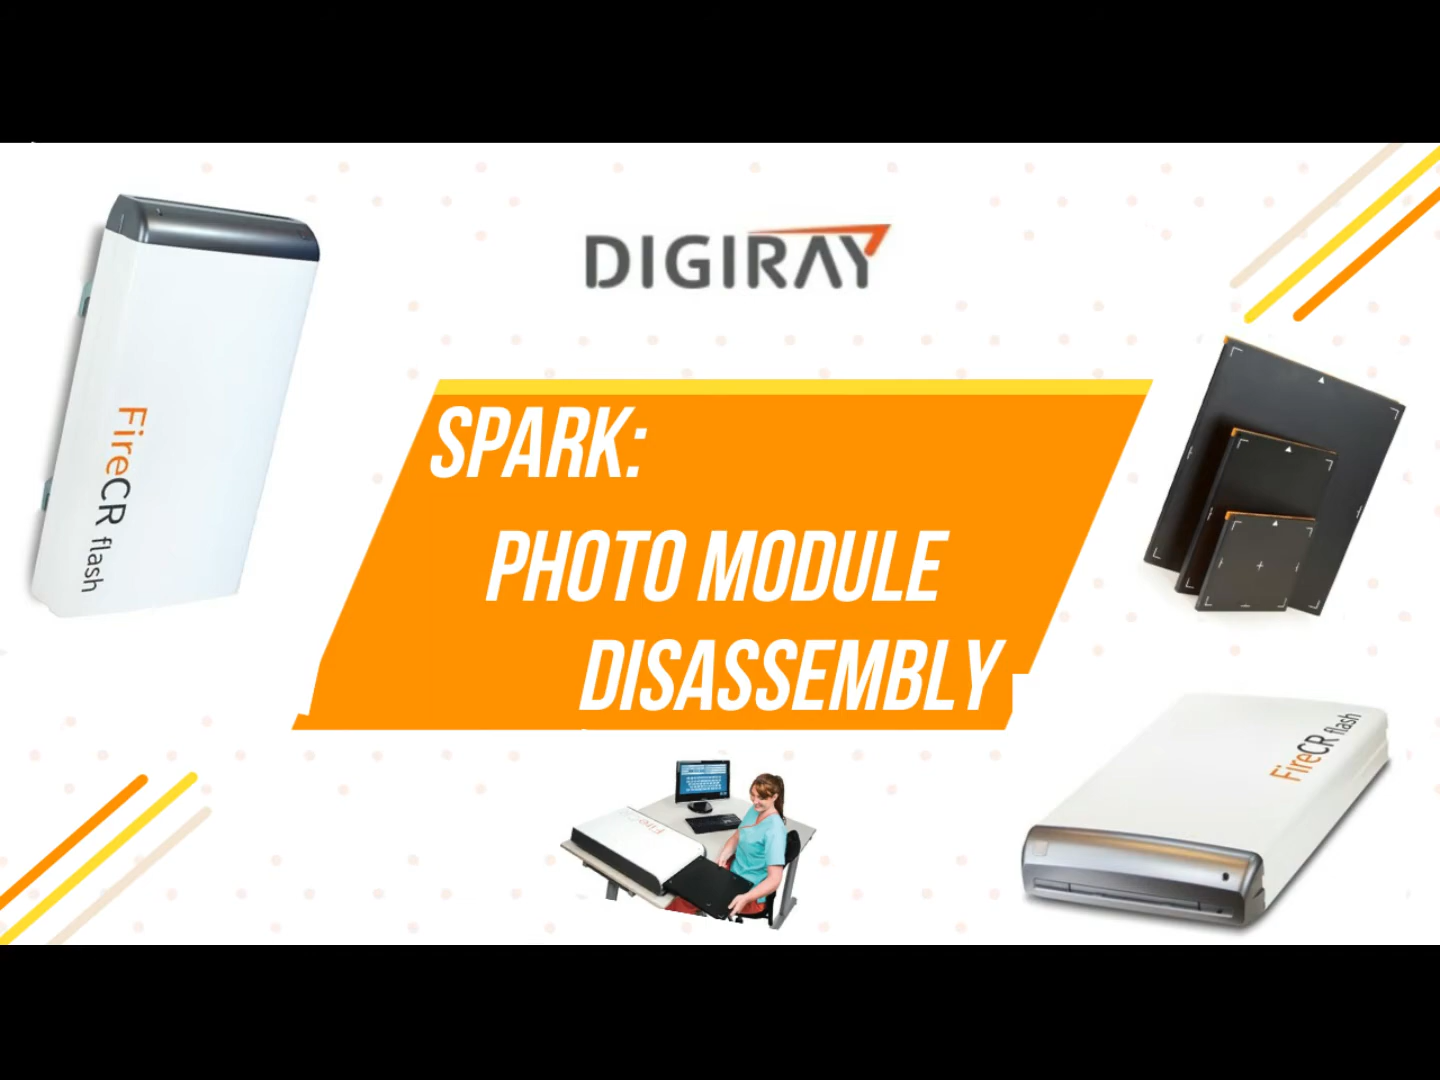 DIGIRAY
SPARK:
PHOTO MODULE
DISASSEMBLY
FireCR flash
FireCR flash